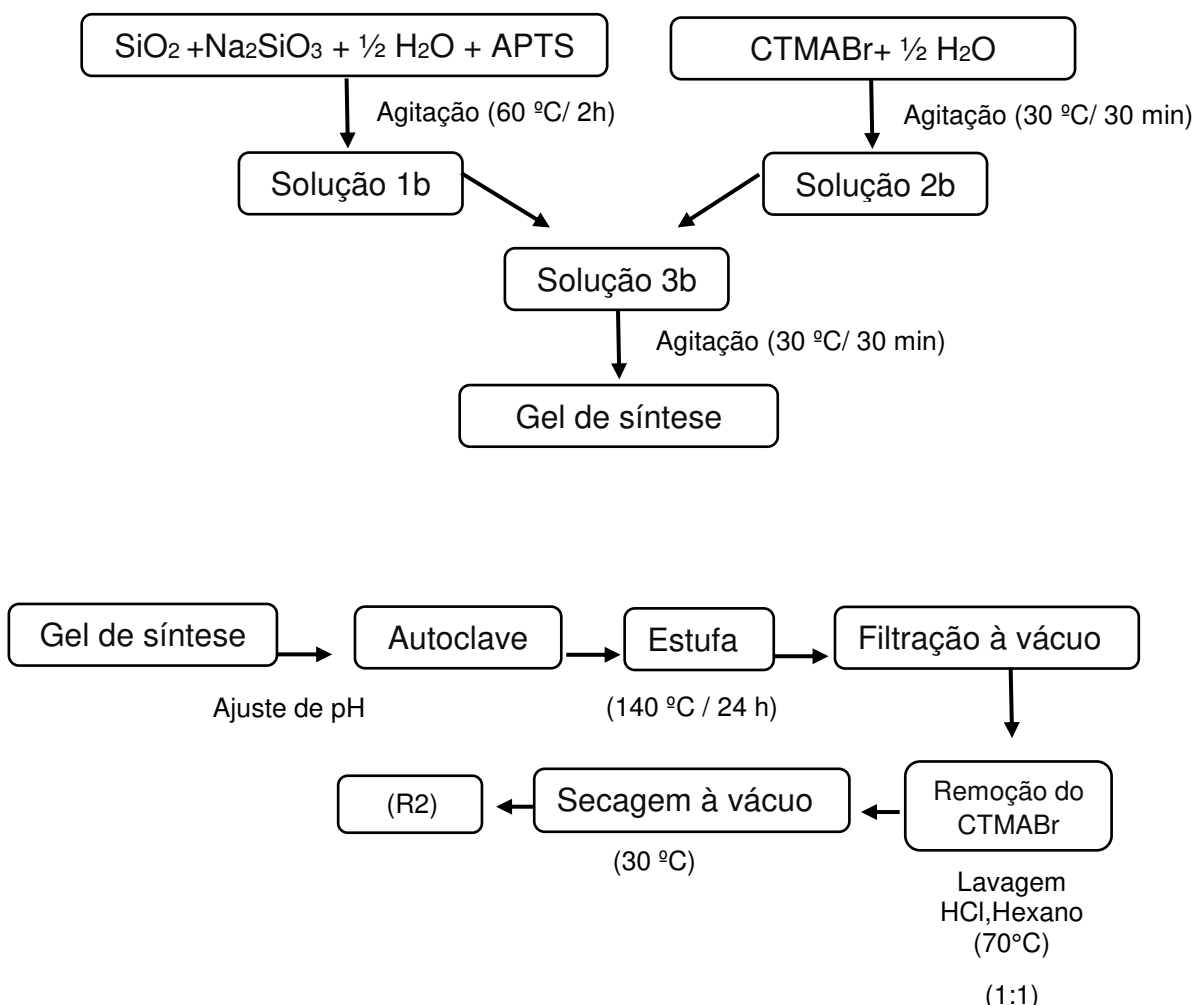 SiO₂ +Na₂SiO₃ + ½ H₂O + APTS
CTMABr+ ½ H₂O
Agitação (60 ºC/ 2h)
Agitação (30 ºC/ 30 min)
Solução 1b
Solução 2b
Solução 3b
Agitação (30 ºC/ 30 min)
Gel de síntese
Gel de síntese
Ajuste de pH
Autoclave
Estufa
(140 ºC / 24 h)
Filtração à vácuo
Remoção do
CTMABr
Lavagem
HCl,Hexano
(70°C)
(1:1)
Secagem à vácuo
(30 ºC)
(R2)